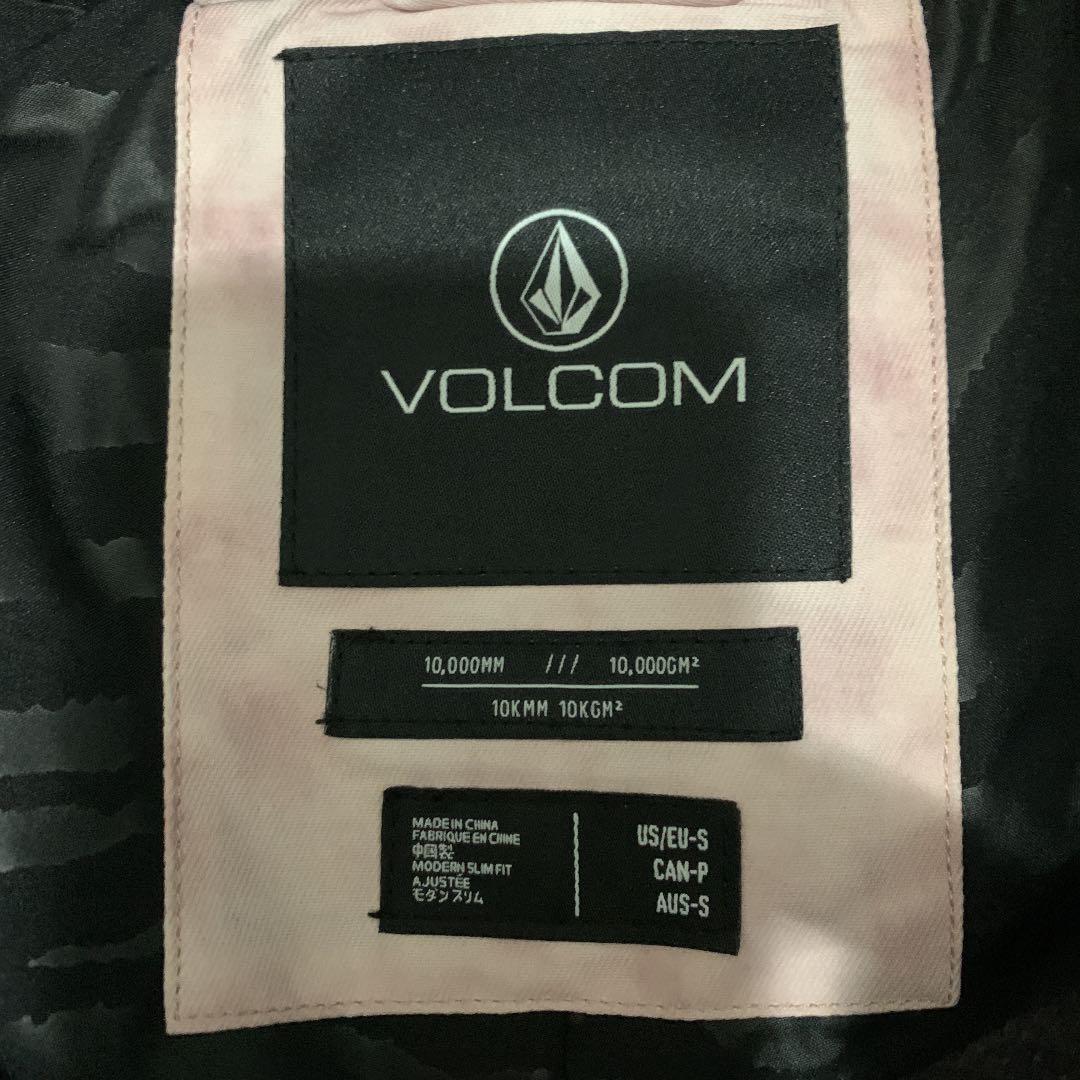 VOLCOM
10,000MM /// 10,000GM²
10KMM 10KGM²
MADE IN CHINA
FABRIQUE EN CHINE
中国製
MODERN SLIM FIT
AJUSTÉE
モダンスリム
US/EU-S
CAN-P
AUS-S